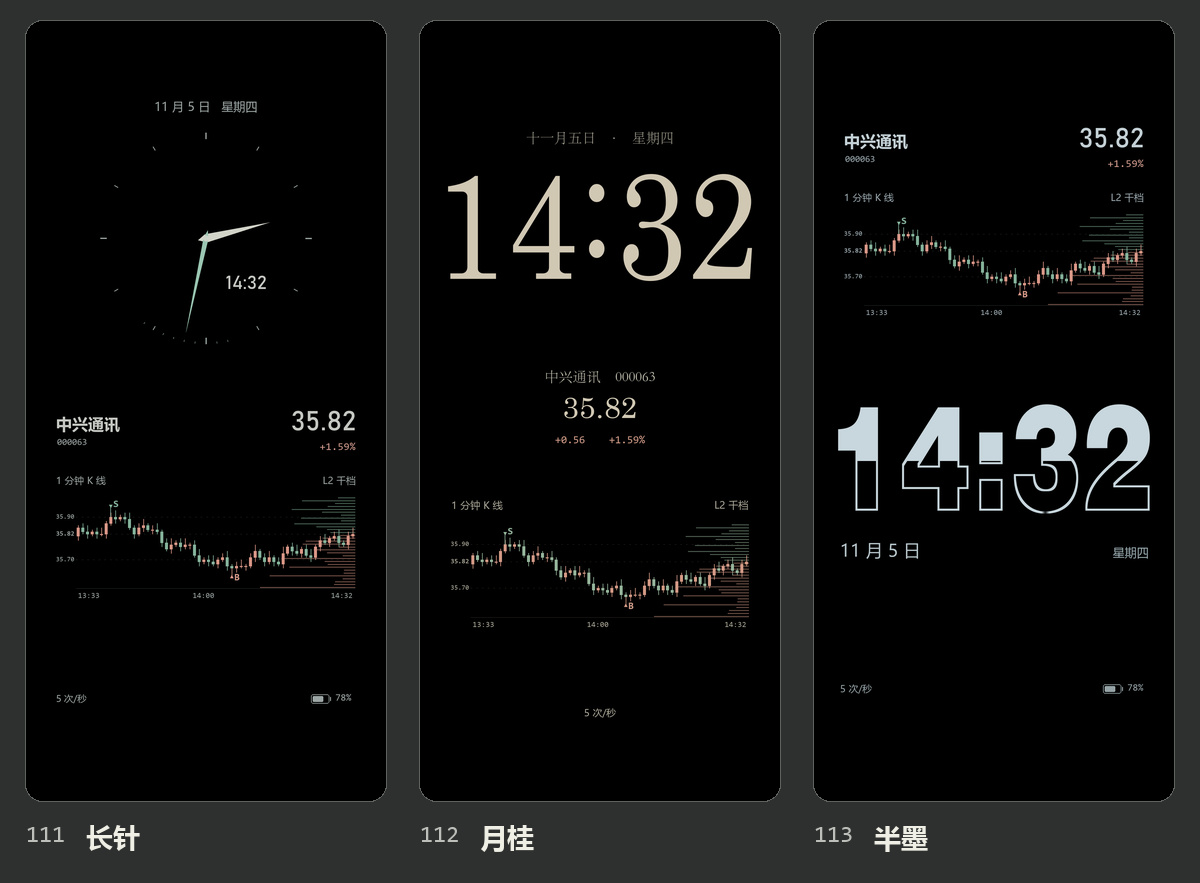 11 月 5 日 星期四
14:32
中兴通讯 35.82
000063 +1.59%
1 分钟 K 线 L2 千档
S
35.90
35.82
35.70
B
13:33 14:00 14:32
5 次/秒 78%
111 长针
十一月五日 · 星期四
14:32
中兴通讯 000063
35.82
+0.56 +1.59%
1 分钟 K 线 L2 千档
S
35.90
35.82
35.70
B
13:33 14:00 14:32
5 次/秒
112 月桂
中兴通讯 35.82
000063 +1.59%
1 分钟 K 线 L2 千档
S
35.90
35.82
35.70
B
13:33 14:00 14:32
14:32
11 月 5 日 星期四
5 次/秒 78%
113 半墨